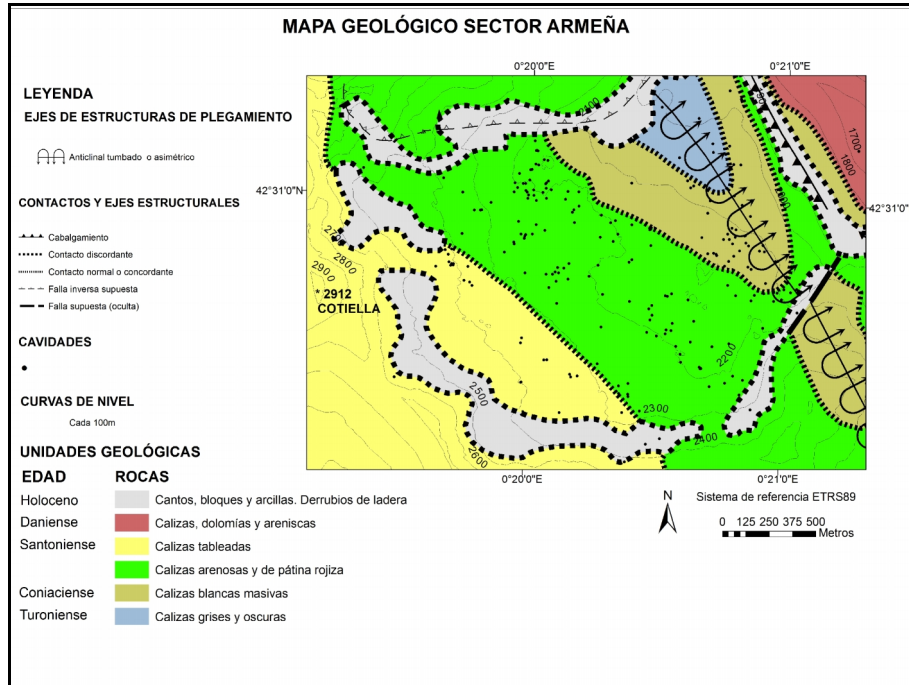 MAPA GEOLÓGICO SECTOR ARMEÑA
0°20'0"E
0°21'0"E
LEYENDA
EJES DE ESTRUCTURAS DE PLEGAMIENTO
Anticlinal tumbado o asimétrico
CONTACTOS Y EJES ESTRUCTURALES
Cabalgamiento
Contacto discordante
Contacto normal o concordante
Falla inversa supuesta
Falla supuesta (oculta)
CAVIDADES
CURVAS DE NIVEL
Cada 100m
UNIDADES GEOLÓGICAS
EDAD ROCAS
Holoceno Cantos, bloques y arcillas. Derrubios de ladera
Daniense Calizas, dolomías y areniscas
Santoniense Calizas tableadas
Calizas arenosas y de pátina rojiza
Coniaciense Calizas blancas masivas
Turoniense Calizas grises y oscuras
42°31'0"N
42°31'0"
2400
1700
1800
2800
2900
* 2912
COTIELLA
2500
2600
2200
2300
2400
0°20'0"E
0°21'0"E
N
Sistema de referencia ETRS89
0 125 250 375 500
Metros